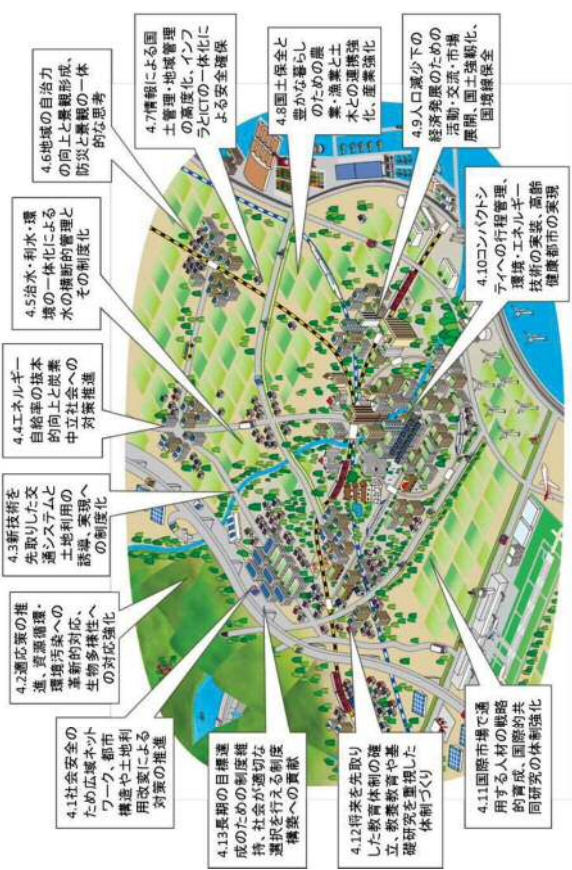 4.1社会安全の
ため広域ネット
ワーク、都市
構造や土地利
用改変による
対策の推進
4.2適応策の推
進、資源循環・
環境汚染への
革新的対応、
生物多様性へ
の対応強化
4.3新技術を
先取りした交
通システムと
土地利用の
誘導、実現へ
の制度化
4.4エネルギー
自給率の抜本
的向上と炭素
中立社会への
対策推進
4.5治水・利水・環
境の一体化による
水の横断的管理と
その制度化
4.6地域の自治力
の向上と景観形成、
防災と景観の一体
的な思考
4.7情報による国
土管理・地域管理
の高度化、インフ
ラとICTの一体化に
よる安全確保
4.8国土保全と
豊かな暮らし
のための農
業・漁業と土
木との連携強
化、産業強化
4.9人口減少下の
経済発展のための
活動・交流・市場
展開、国土強靭化、
国境線保全
4.10コンパクトシ
ティへの行程管理、
環境・エネルギー
技術の実装、高齢
健康都市の実現
4.11国際市場で通
用する人材の戦略
的育成、国際的共
同研究の体制強化
4.12将来を先取り
した教育体制の確
立、教養教育や基
礎研究を重視した
体制づくり
4.13長期の目標達
成のための制度維
持、社会が適切な
選択を行える制度
構築への貢献